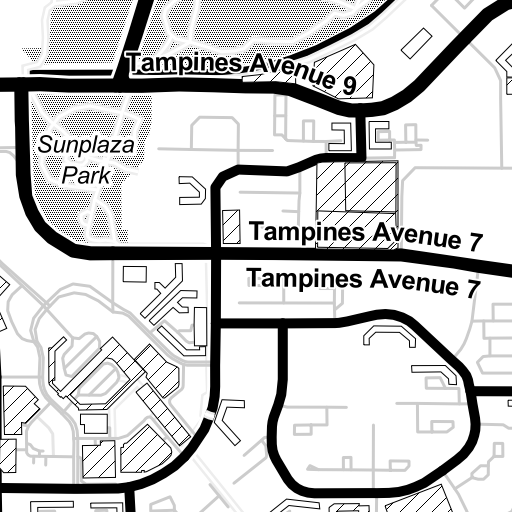 Tampines Avenue 9
Sunplaza
Park
Tampines Avenue 7
Tampines Avenue 7